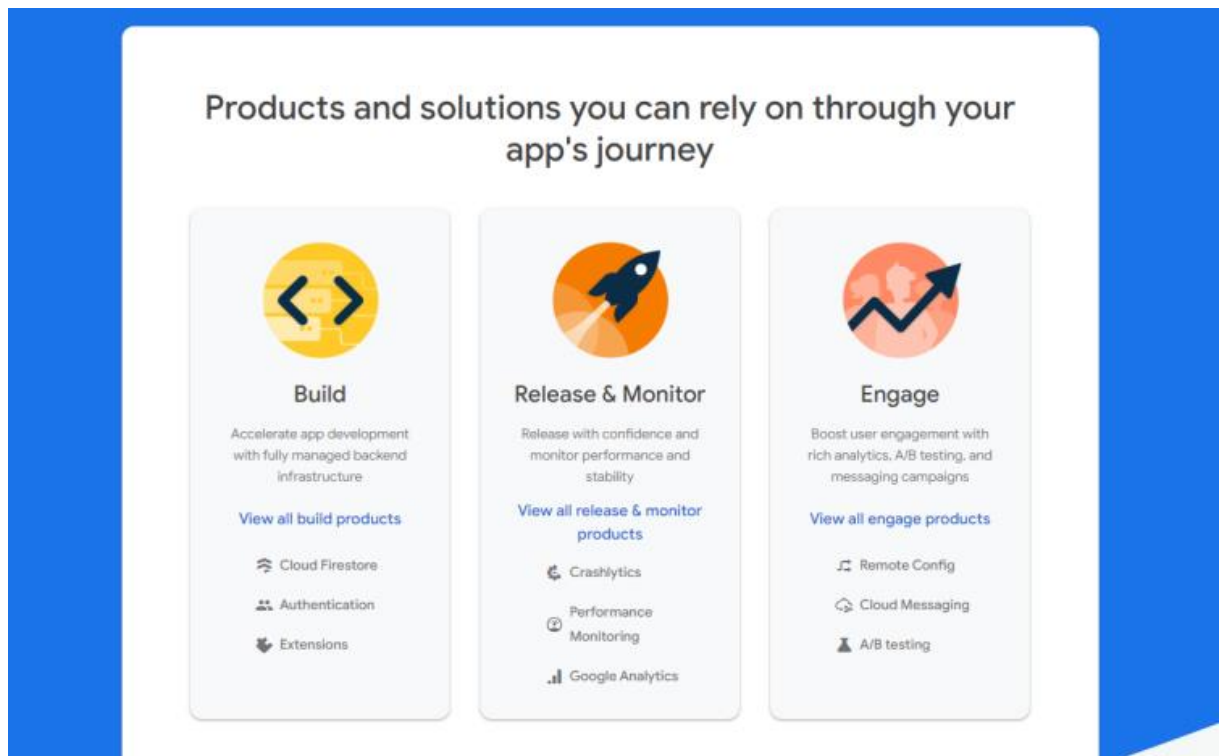 Products and solutions you can rely on through your
app's journey
Build
Accelerate app development
with fully managed backend
infrastructure
View all build products
Cloud Firestore
Authentication
Extensions
Release & Monitor
Release with confidence and
monitor performance and
stability
View all release & monitor
products
Crashlytics
Performance
Monitoring
Google Analytics
Engage
Boost user engagement with
rich analytics, A/B testing, and
messaging campaigns
View all engage products
Remote Config
Cloud Messaging
A/B testing